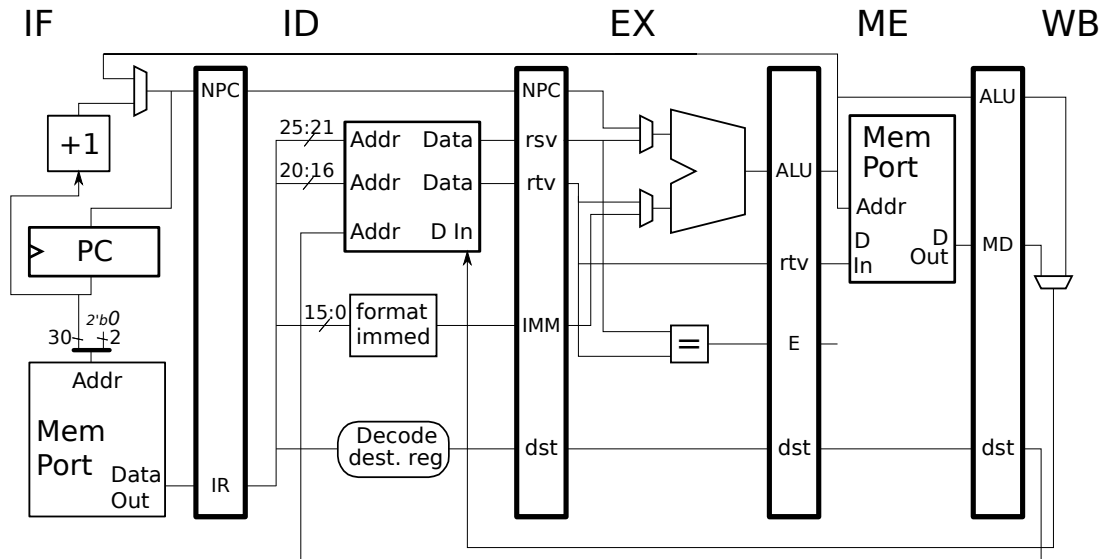 IF ID EX ME WB
NPC NPC ALU
+1
25:21 Addr Data rsv
20:16 Addr Data rtv
Addr D In
ALU
Mem
Port
Addr
D
In
D
Out
MD
PC
rtv
2'b0
30 2
15:0 format
immed
IMM
=
E
Addr
Mem
Port
Data
Out
IR
Decode
dest. reg
dst dst dst